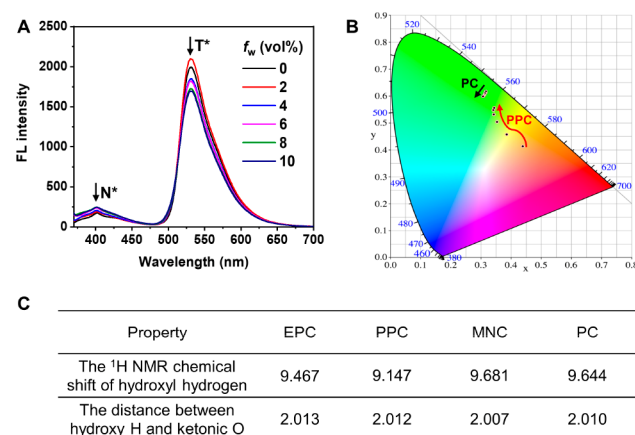 A
FL intensity
2500
2000
1500
1000
500
0
N*
T*
fw (vol%)
0
2
4
6
8
10
400
450
500
550
600
650
700
Wavelength (nm)
B
0.9
0.8
0.7
0.6
0.5
y
0.4
0.3
0.2
0.1
0.0
520
540
560
580
600
620
700
500
490
480
470
460
380
PC
PPC
0.0 0.1 0.2 0.3 0.4 0.5 0.6 0.7 0.8
x
C
Property EPC PPC MNC PC
The ¹H NMR chemical
shift of hydroxyl hydrogen 9.467 9.147 9.681 9.644
The distance between
hydroxy H and ketonic O 2.013 2.012 2.007 2.010